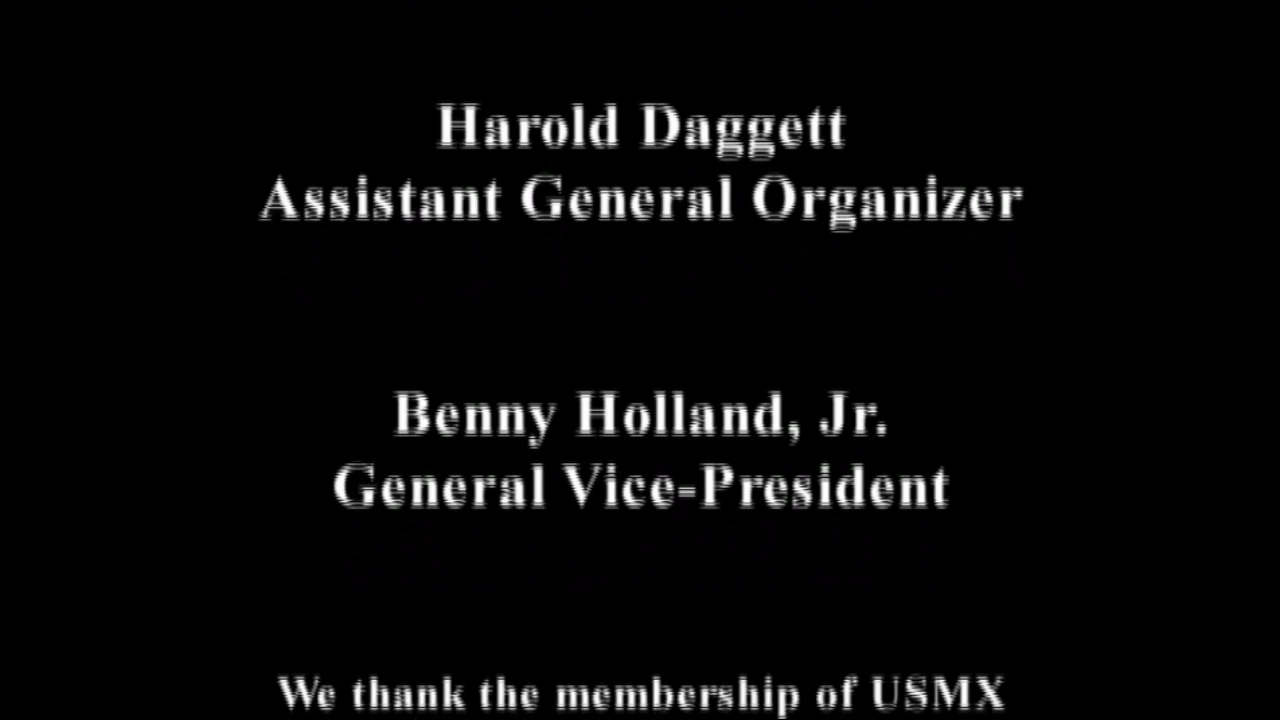 Harold Daggett
Assistant General Organizer
Benny Holland, Jr.
General Vice-President
We thank the membership of USMX